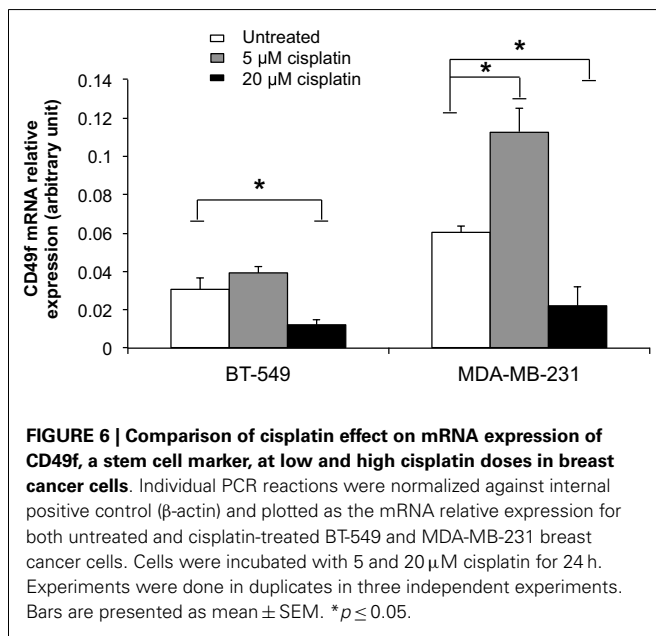 Untreated
5 µM cisplatin
20 µM cisplatin
*
*
*
CD49f mRNA relative
expression (arbitrary unit)
0.14
0.12
0.1
0.08
0.06
0.04
0.02
0
BT-549
MDA-MB-231
FIGURE 6 | Comparison of cisplatin effect on mRNA expression of
CD49f, a stem cell marker, at low and high cisplatin doses in breast
cancer cells. Individual PCR reactions were normalized against internal
positive control (β-actin) and plotted as the mRNA relative expression for
both untreated and cisplatin-treated BT-549 and MDA-MB-231 breast
cancer cells. Cells were incubated with 5 and 20 µM cisplatin for 24 h.
Experiments were done in duplicates in three independent experiments.
Bars are presented as mean ± SEM. *p ≤ 0.05.